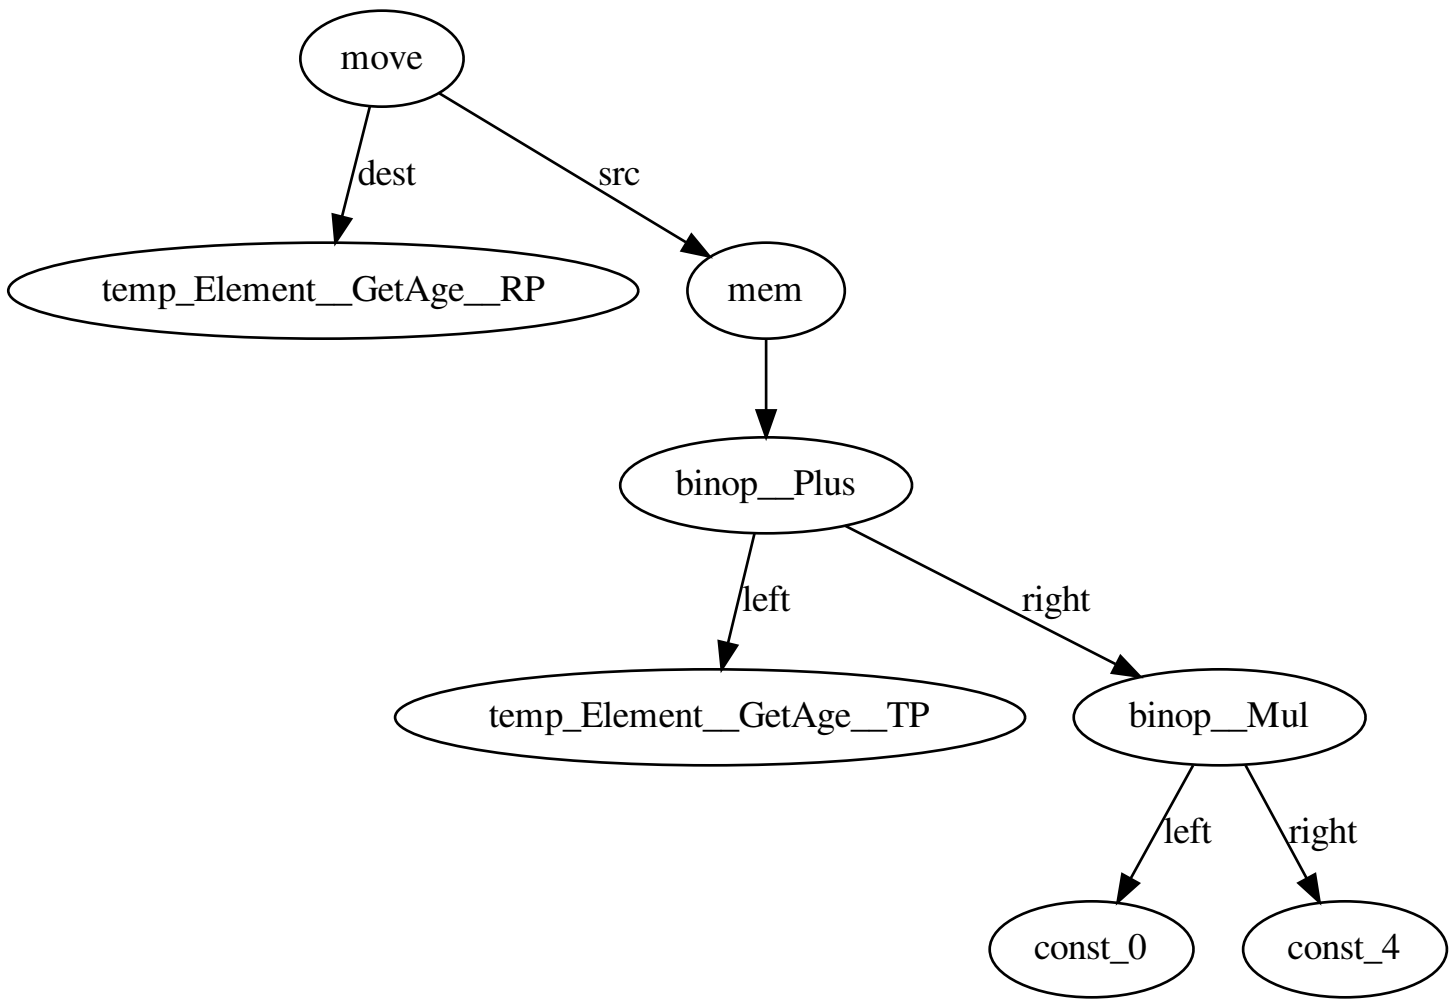 move
dest
src
temp_Element__GetAge__RP
mem
binop__Plus
left
right
temp_Element__GetAge__TP
binop__Mul
left
right
const_0
const_4